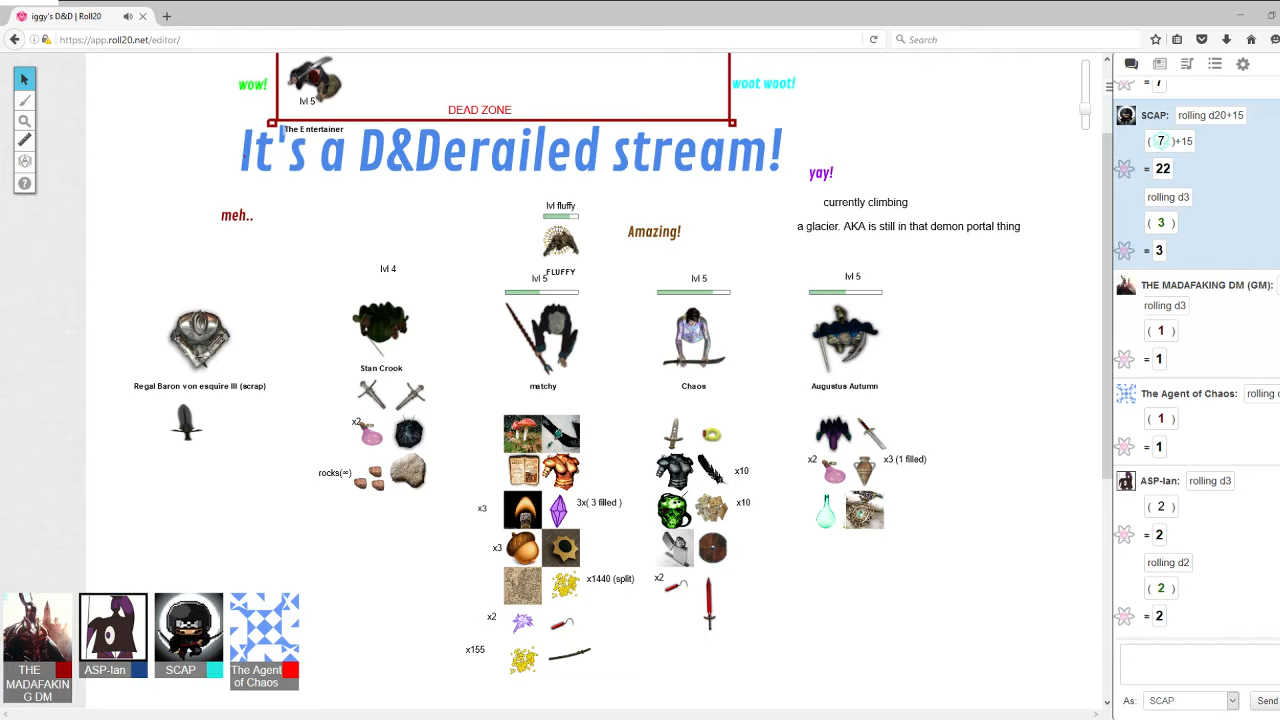 iggy's D&D | Roll20
https://app.roll20.net/editor/
Search
wow!
lvl 5
DEAD ZONE
woot woot!
The Entertainer
It's a D&Derailed stream!
yay!
currently climbing
a glacier. AKA is still in that demon portal thing
meh..
Amazing!
lvl fluffy
FLUFFY
lvl 4
lvl 5
lvl 5
lvl 5
Regal Baron von esquire III (scrap)
Stan Crook
matchy
Chaos
Augustus Autumn
x2
rocks(∞)
x3
3x( 3 filled )
x3
x1440 (split)
x2
x155
x10
x10
x2
x2
x3 (1 filled)
THE MADAFAKIN
G DM
ASP-Ian
SCAP
The Agent
of Chaos
= 7
SCAP: rolling d20+15
( 7 )+15
= 22
rolling d3
( 3 )
= 3
THE MADAFAKING DM (GM):
rolling d3
( 1 )
= 1
The Agent of Chaos: rolling
( 1 )
= 1
ASP-Ian: rolling d3
( 2 )
= 2
rolling d2
( 2 )
= 2
As: SCAP Send